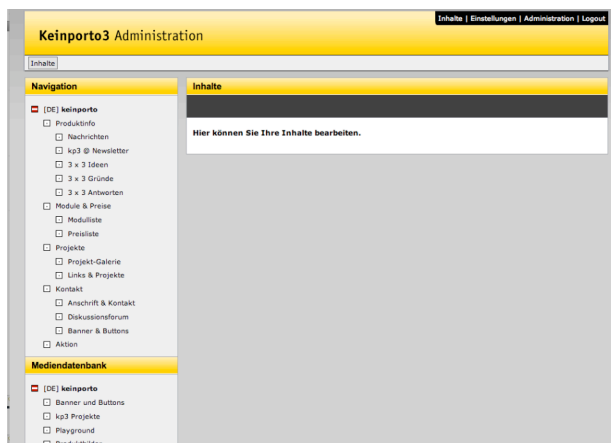 Inhalte | Einstellungen | Administration | Logout
Keinporto3 Administration
Inhalte
Navigation
[DE] keinporto
Produktinfo
Nachrichten
kp3 @ Newsletter
3 x 3 Ideen
3 x 3 Gründe
3 x 3 Antworten
Module & Preise
Modulliste
Preisliste
Projekte
Projekt-Galerie
Links & Projekte
Kontakt
Anschrift & Kontakt
Diskussionsforum
Banner & Buttons
Aktion
Mediendatenbank
[DE] keinporto
Banner und Buttons
kp3 Projekte
Playground
Produktbilder
Inhalte
Hier können Sie Ihre Inhalte bearbeiten.